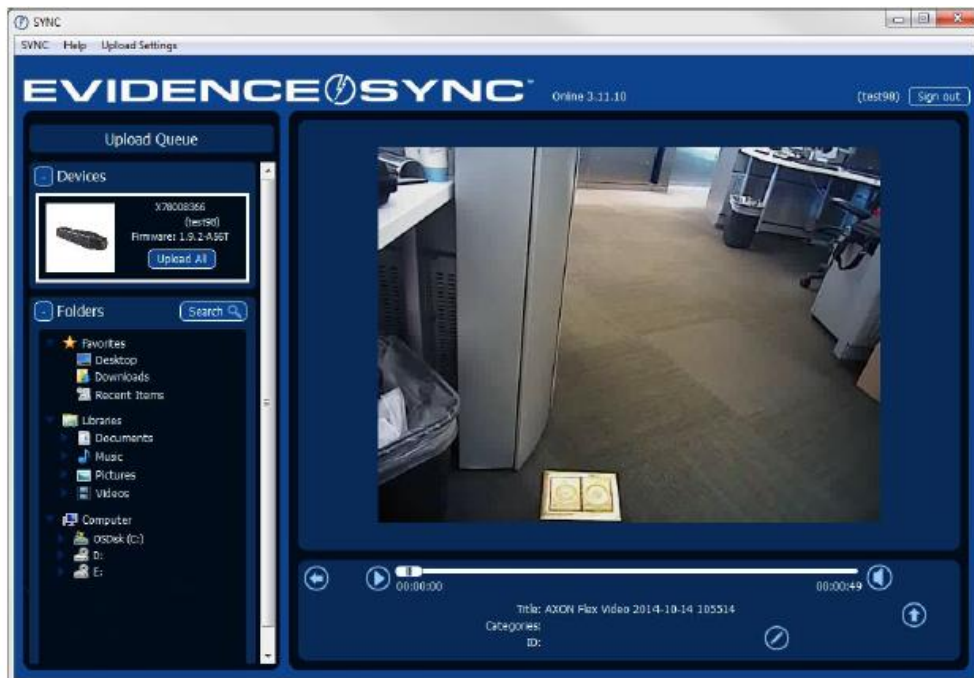 SYNC
SYNC Help Upload Settings
EVIDENCE SYNC™ Online 3.11.10 (test98) Sign out
Upload Queue
Devices
X78008366
(test98)
Firmware: 1.9.2-A56T
Upload All
Folders Search
Favorites
Desktop
Downloads
Recent Items
Libraries
Documents
Music
Pictures
Videos
Computer
OSDisk (C:)
D:
E:
00:00:00 00:00:49
Title: AXON Flex Video 2014-10-14 105514
Categories:
ID: